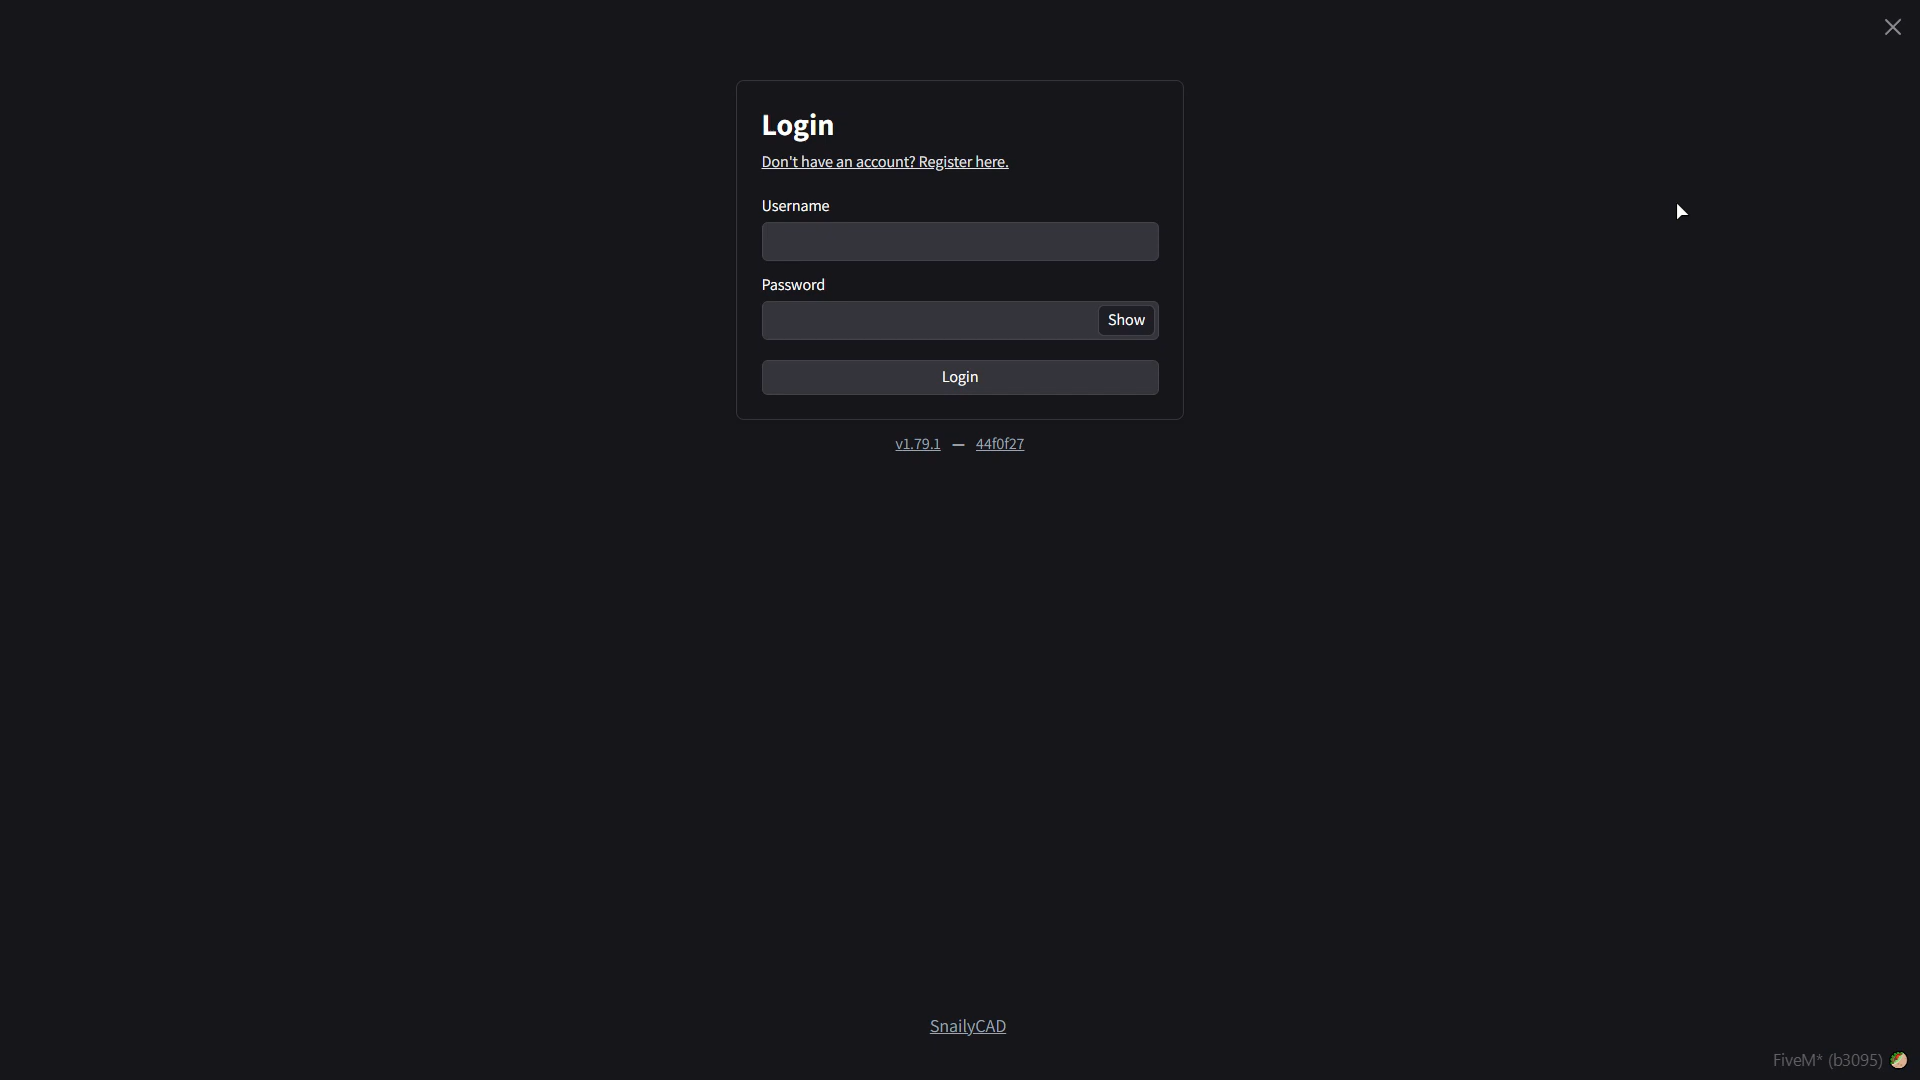 Login
Don't have an account? Register here.
Username
Password
Show
Login
v1.79.1 — 44f0f27
SnailyCAD
FiveM* (b3095)